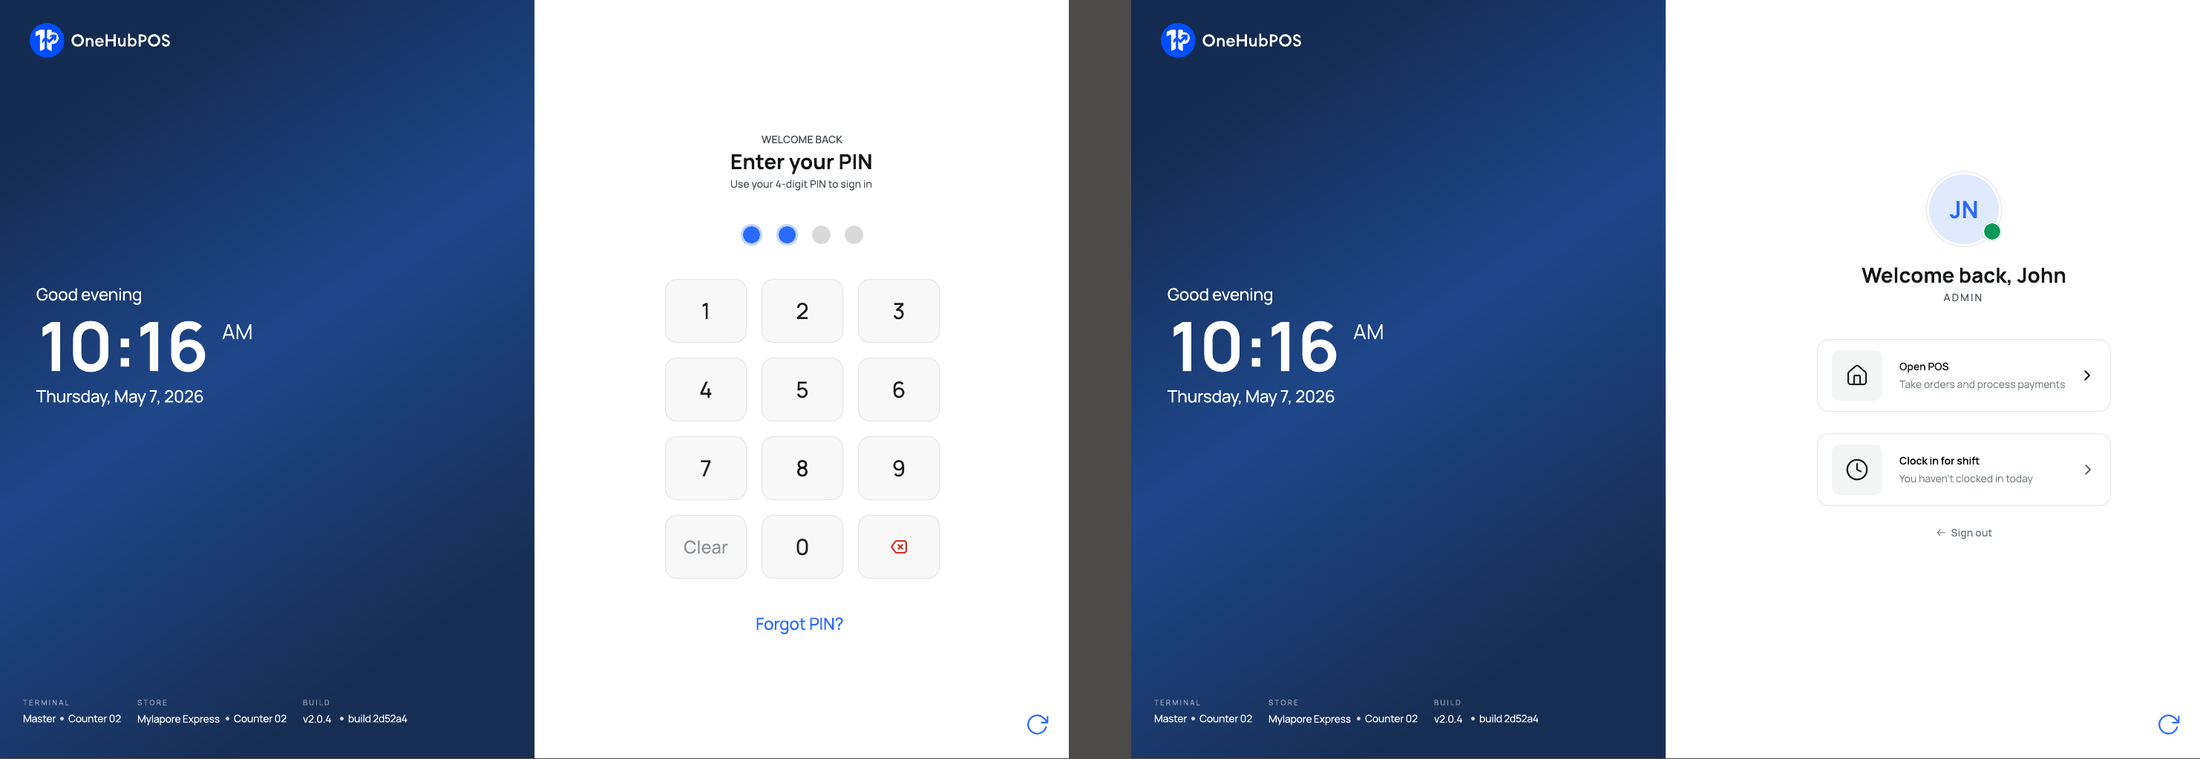 OneHubPOS
Good evening
10:16 AM
Thursday, May 7, 2026
TERMINAL
Master • Counter 02
STORE
Mylapore Express • Counter 02
BUILD
v2.0.4 • build 2d52a4
WELCOME BACK
Enter your PIN
Use your 4-digit PIN to sign in
1 2 3
4 5 6
7 8 9
Clear 0
Forgot PIN?
OneHubPOS
Good evening
10:16 AM
Thursday, May 7, 2026
TERMINAL
Master • Counter 02
STORE
Mylapore Express • Counter 02
BUILD
v2.0.4 • build 2d52a4
JN
Welcome back, John
ADMIN
Open POS
Take orders and process payments
Clock in for shift
You haven't clocked in today
← Sign out